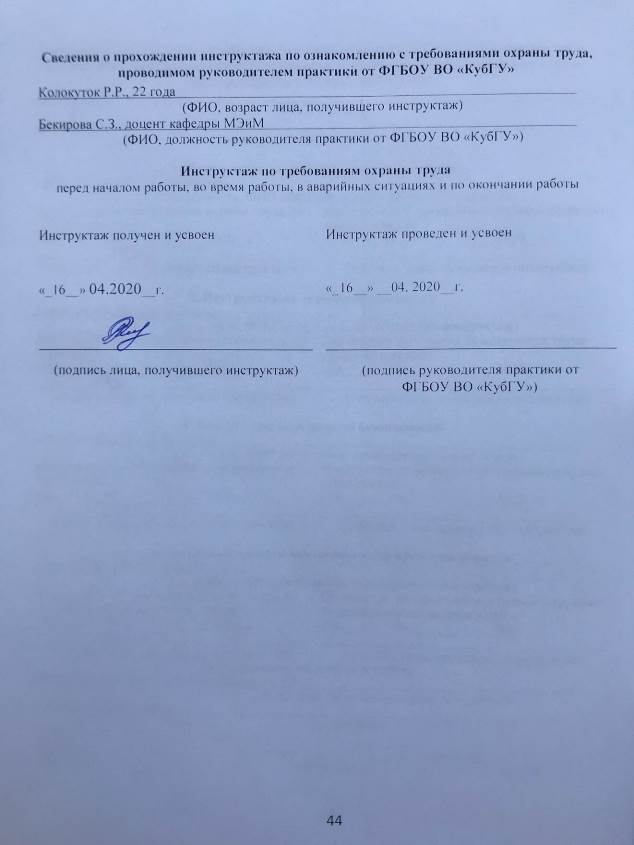 Сведения о прохождении инструктажа по ознакомлению с требованиями охраны труда,
проводимом руководителем практики от ФГБОУ ВО «КубГУ»
Колокуток Р.Р., 22 года
(ФИО, возраст лица, получившего инструктаж)
Бекирова С.З., доцент кафедры МЭиМ
(ФИО, должность руководителя практики от ФГБОУ ВО «КубГУ»)
Инструктаж по требованиям охраны труда
перед началом работы, во время работы, в аварийных ситуациях и по окончании работы
Инструктаж получен и усвоен Инструктаж проведен и усвоен
«_16__» 04.2020__г. «_16__» __04. 2020__г.
(подпись лица, получившего инструктаж) (подпись руководителя практики от
ФГБОУ ВО «КубГУ»)
44